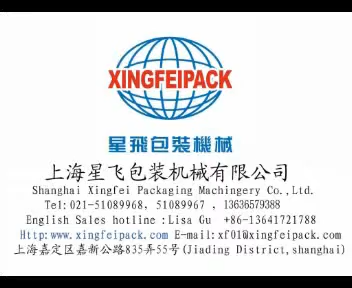 XINGFEIPACK
星飛包裝機械
上海星飞包装机械有限公司
Shanghai Xingfei Packaging Machingery Co.,Ltd.
Tel:021-51089968, 51089967 , 13636579388
English Sales hotline :Lisa Gu +86-13641721788
Http:www.xingfeipack.com E-mail:xf01@xingfeipack.com
上海嘉定区嘉新公路835弄55号(Jiading District,shanghai)